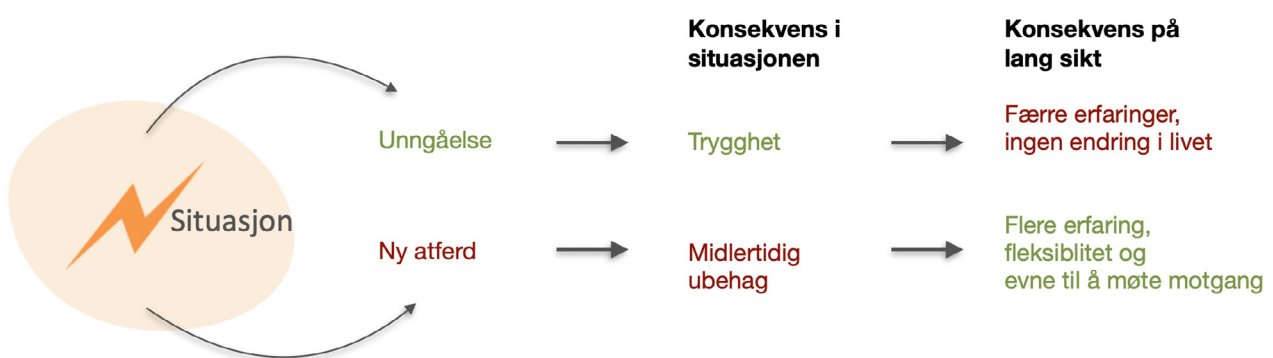 Konsekvens i
situasjonen
Konsekvens på
lang sikt
Unngåelse
Trygghet
Færre erfaringer,
ingen endring i livet
Situasjon
Ny atferd
Midlertidig
ubehag
Flere erfaring,
fleksiblitet og
evne til å møte motgang